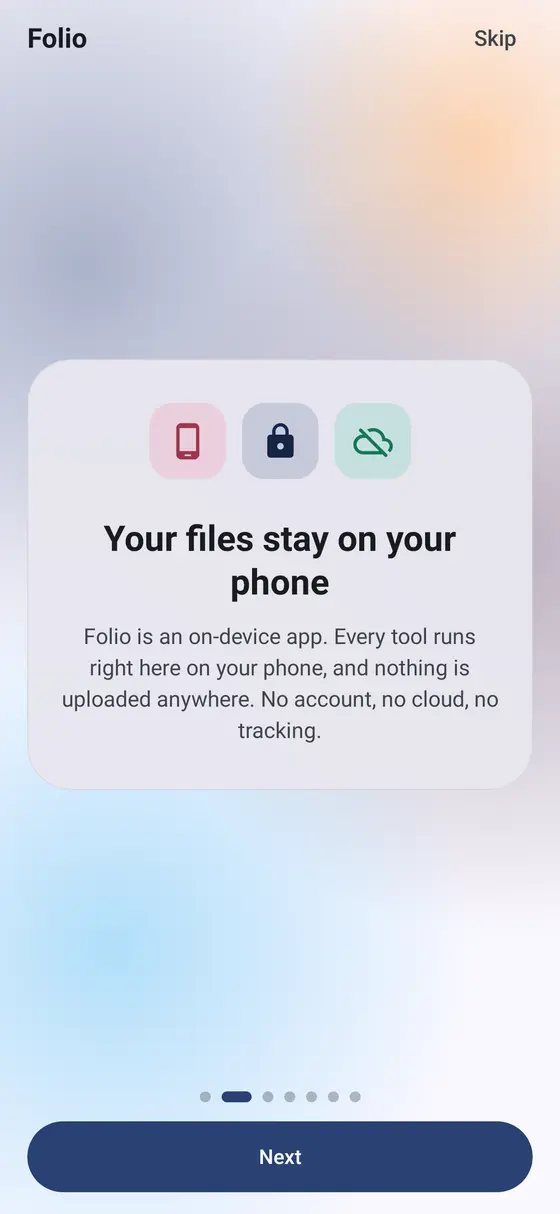 Folio
Skip
Your files stay on your
phone
Folio is an on-device app. Every tool runs
right here on your phone, and nothing is
uploaded anywhere. No account, no cloud, no
tracking.
Next